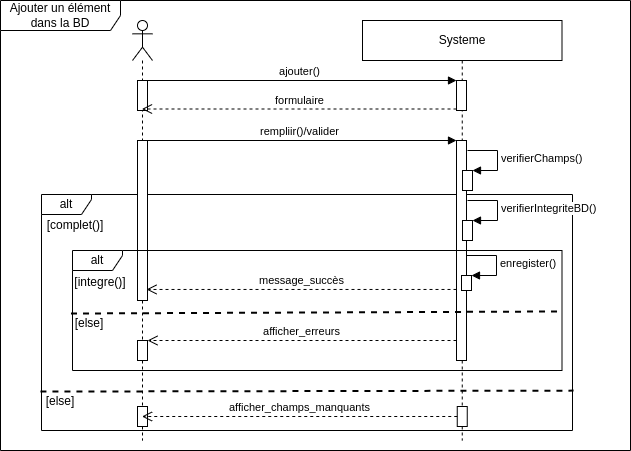 Ajouter un élément
dans la BD
Systeme
ajouter()
formulaire
rempliir()/valider
verifierChamps()
alt
verifierIntegriteBD()
[complet()]
alt
enregister()
[integre()]
message_succès
[else]
afficher_erreurs
[else]
afficher_champs_manquants